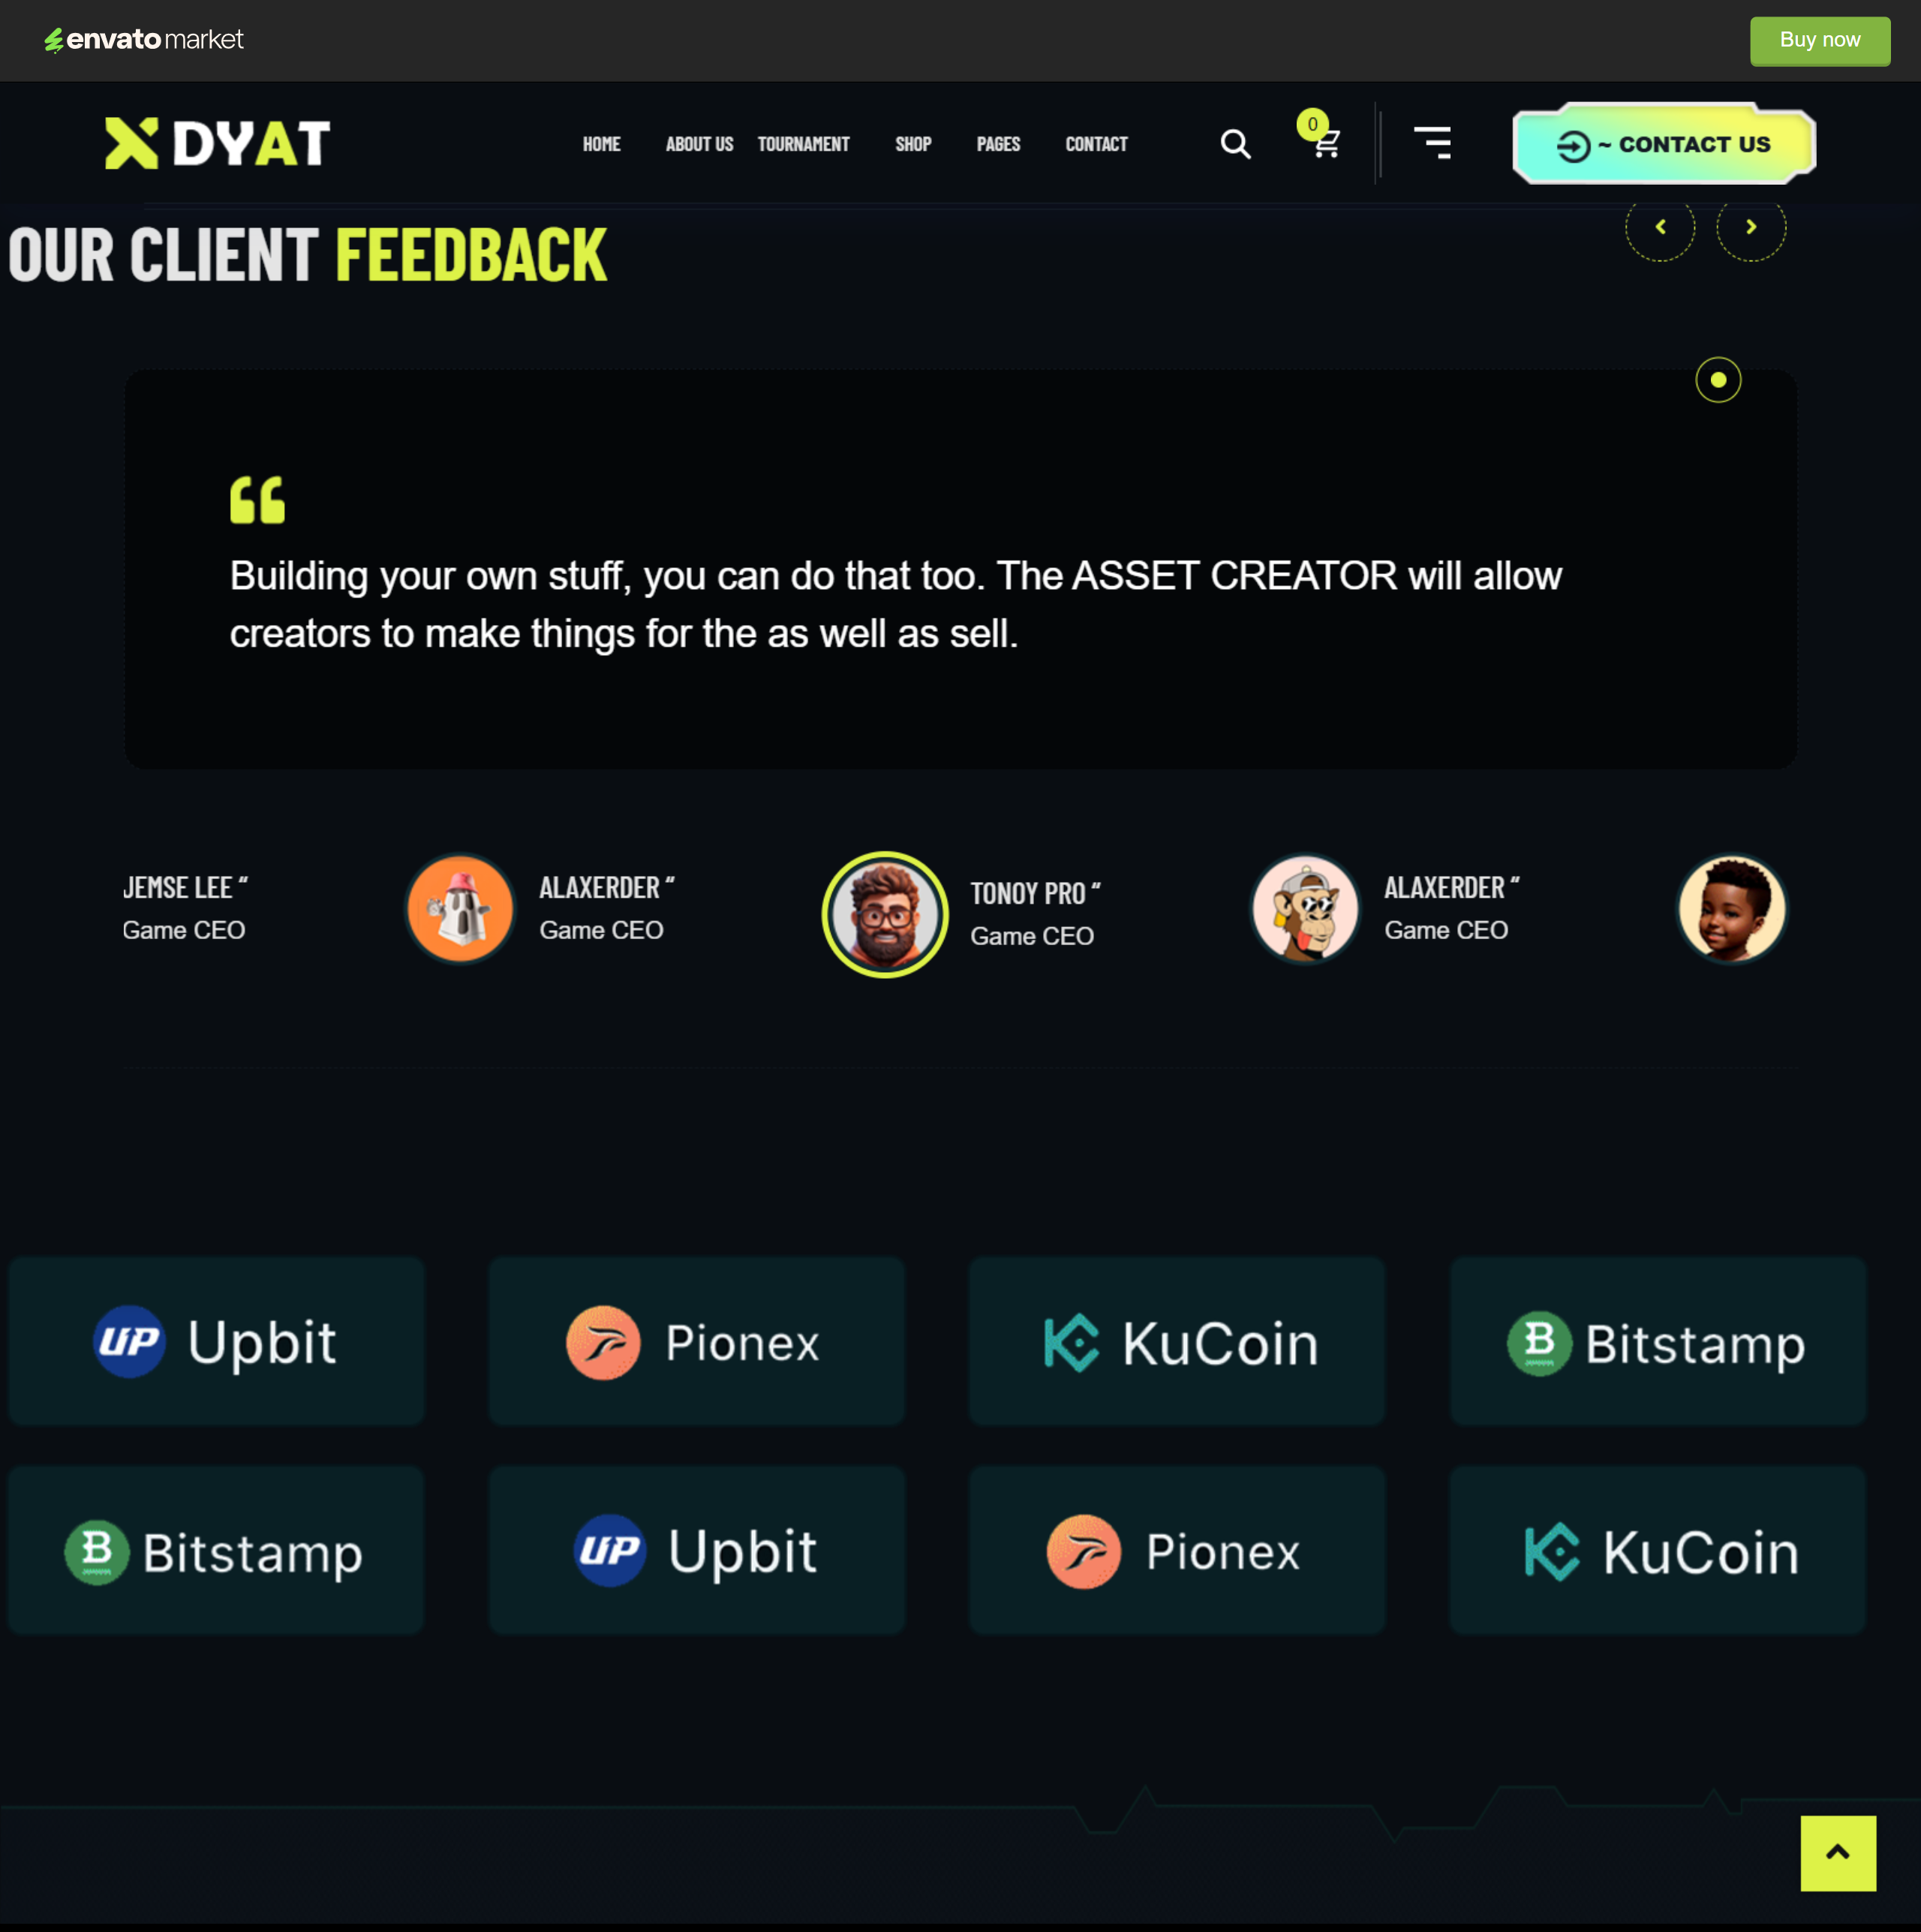 envato market
Buy now
DYAT
HOME ABOUT US TOURNAMENT SHOP PAGES CONTACT
0
~ CONTACT US
OUR CLIENT FEEDBACK
Building your own stuff, you can do that too. The ASSET CREATOR will allow
creators to make things for the as well as sell.
JEMSE LEE “
Game CEO
ALAXERDER “
Game CEO
TONOY PRO “
Game CEO
ALAXERDER “
Game CEO
UP Upbit
Pionex
KuCoin
B Bitstamp
B Bitstamp
UP Upbit
Pionex
KuCoin